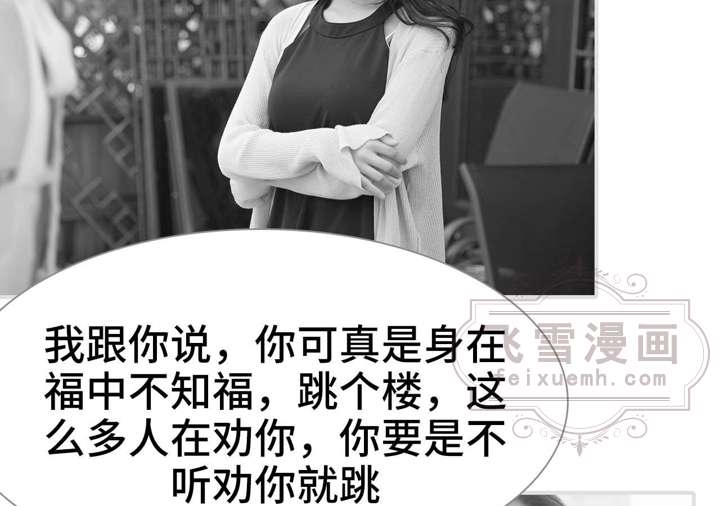 我跟你说，你可真是身在
福中不知福，跳个楼，这
么多人在劝你，你要是不
听劝你就跳
飞雪漫画
feixuemh.com